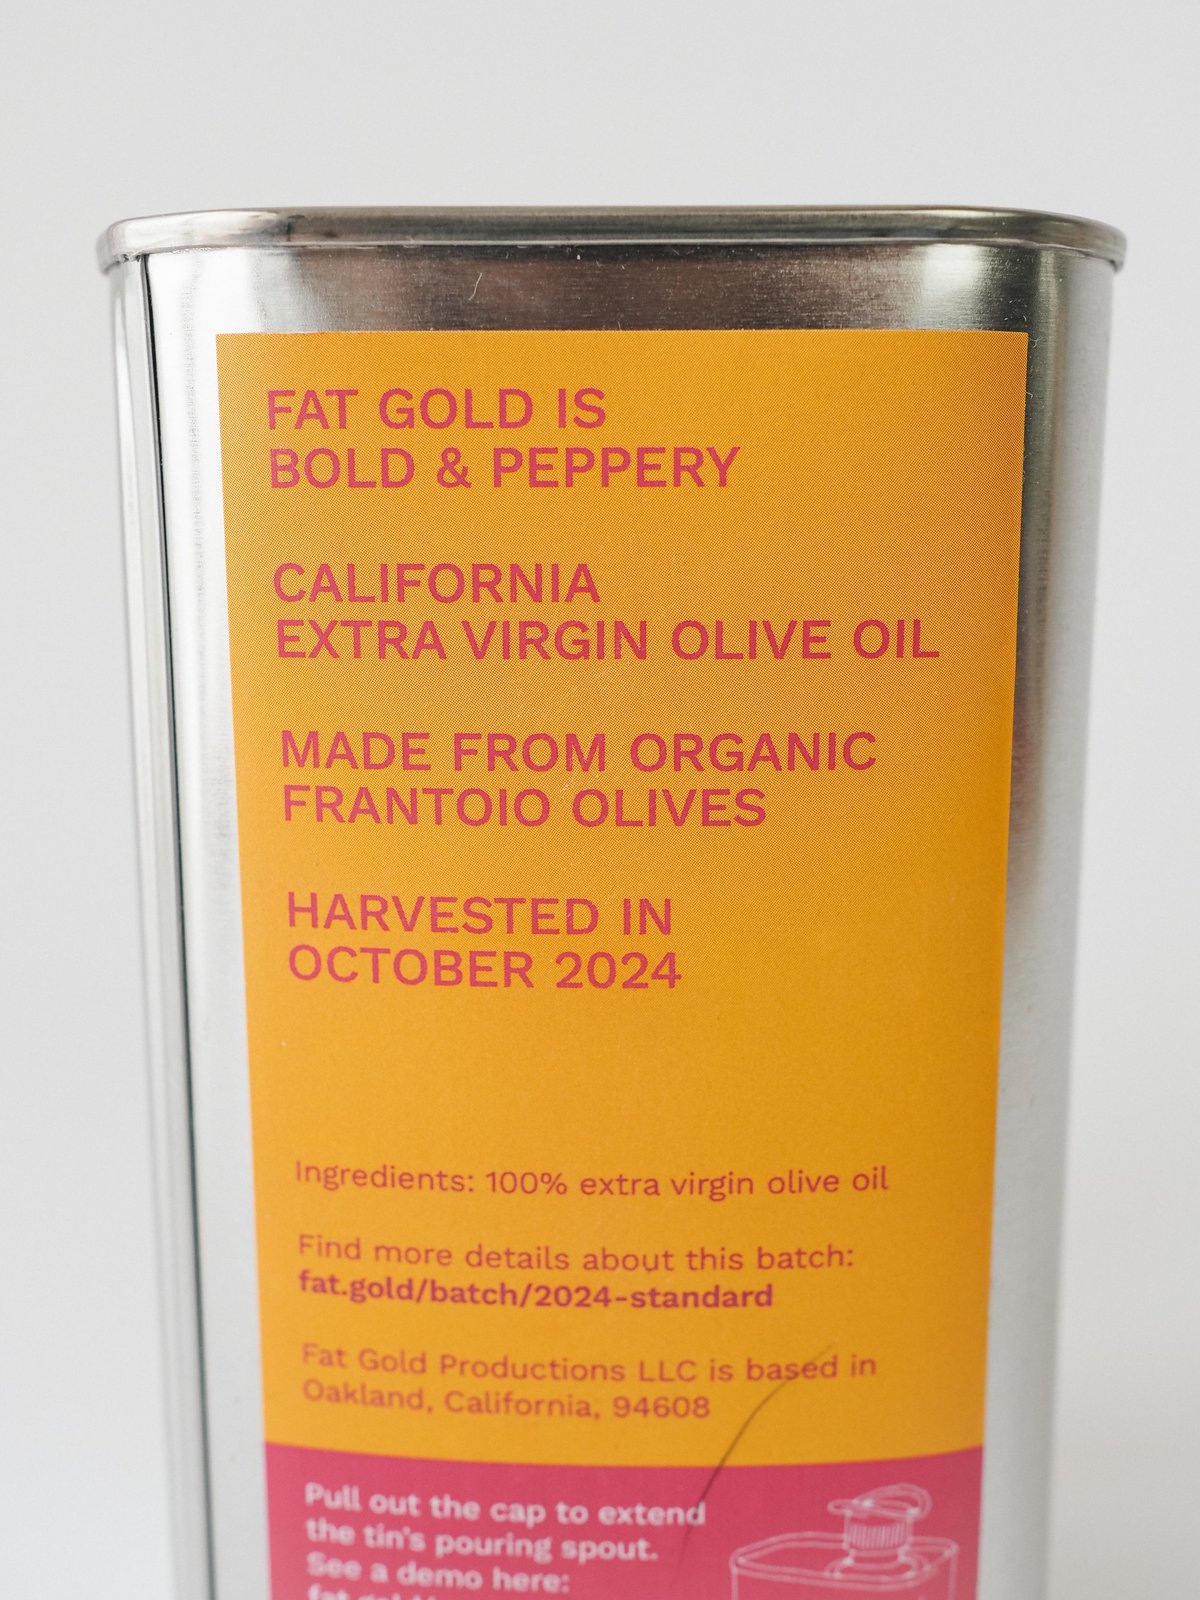 FAT GOLD IS
BOLD & PEPPERY
CALIFORNIA
EXTRA VIRGIN OLIVE OIL
MADE FROM ORGANIC
FRANTOIO OLIVES
HARVESTED IN
OCTOBER 2024
Ingredients: 100% extra virgin olive oil
Find more details about this batch:
fat.gold/batch/2024-standard
Fat Gold Productions LLC is based in
Oakland, California, 94608
Pull out the cap to extend
the tin's pouring spout.
See a demo here: